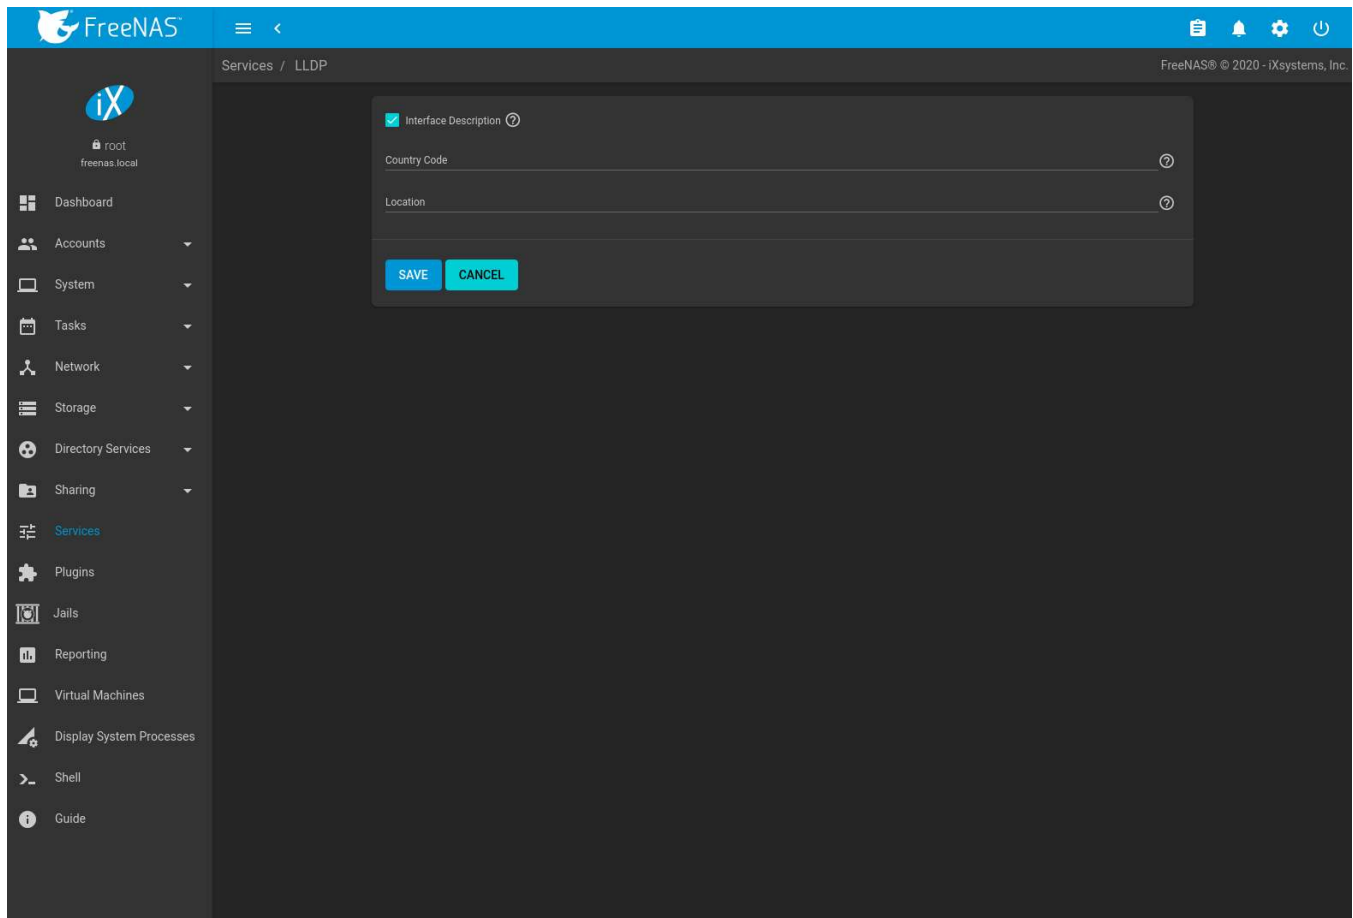 FreeNAS
Services / LLDP
FreeNAS® © 2020 - iXsystems, Inc.
iX
root
freenas.local
Dashboard
Accounts
System
Tasks
Network
Storage
Directory Services
Sharing
Services
Plugins
Jails
Reporting
Virtual Machines
Display System Processes
Shell
Guide
Interface Description
Country Code
Location
SAVE CANCEL